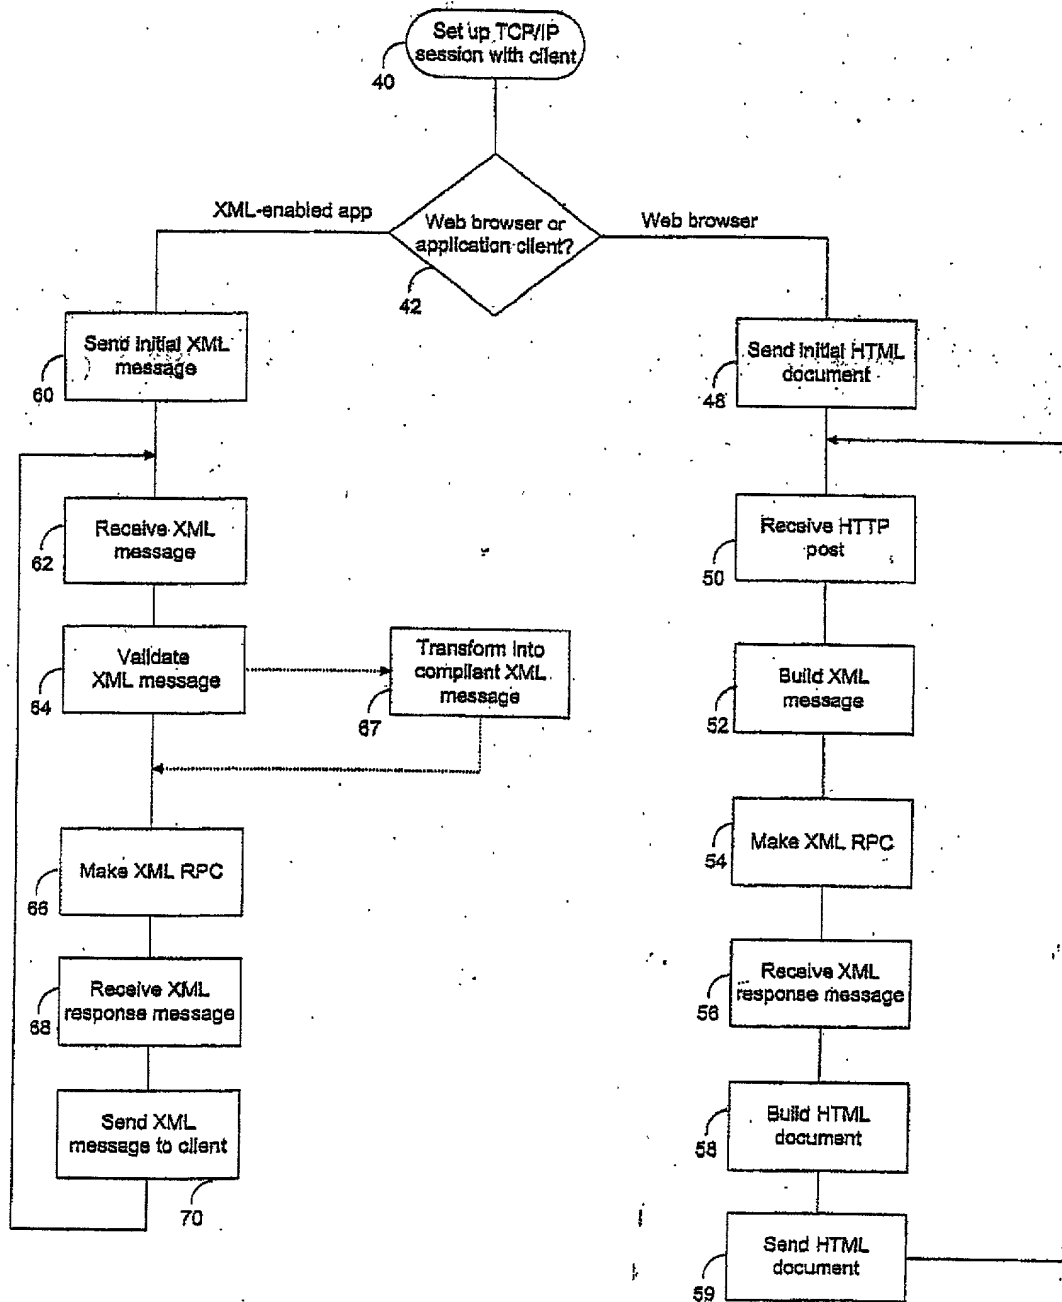 Set up TCP/IP
session with client
40
XML-enabled app
Web browser or
application client?
Web browser
42
Send initial XML
message
60
Send initial HTML
document
48
Receive XML
message
62
Receive HTTP
post
50
Validate
XML message
64
Transform into
compliant XML
message
67
Build XML
message
52
Make XML RPC
66
Make XML RPC
54
Receive XML
response message
68
Receive XML
response message
56
Send XML
message to client
70
Build HTML
document
58
Send HTML
document
59